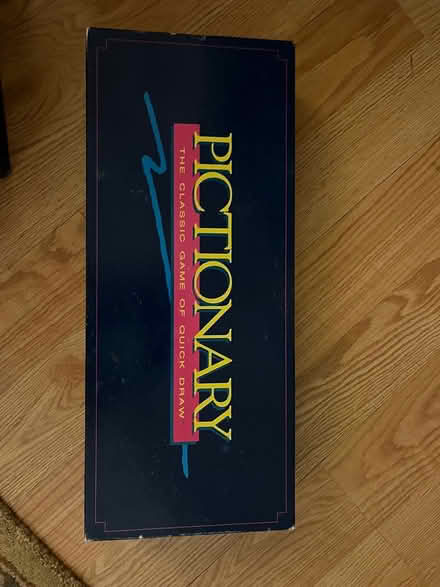 PICTIONARY
THE CLASSIC GAME OF QUICK DRAW